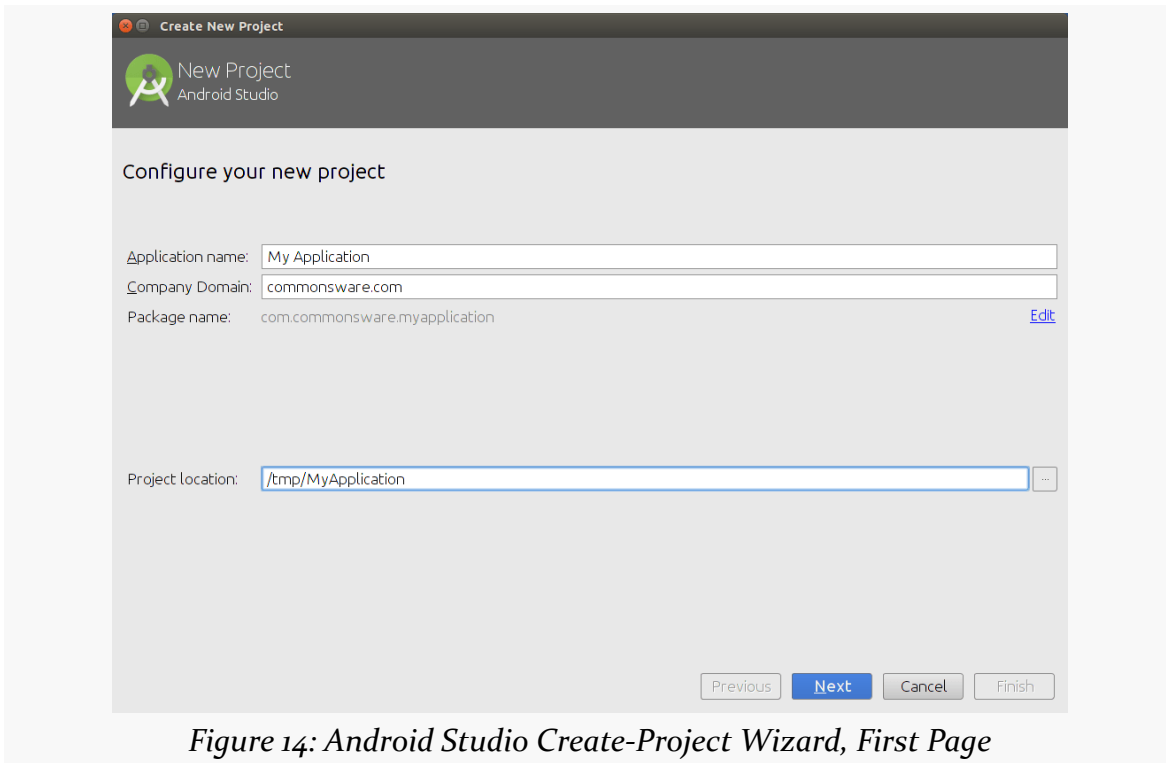 Create New Project
New Project
Android Studio
Configure your new project
Application name: My Application
Company Domain: commonsware.com
Package name: com.commonsware.myapplication Edit
Project location: /tmp/MyApplication ...
Previous Next Cancel Finish
Figure 14: Android Studio Create-Project Wizard, First Page